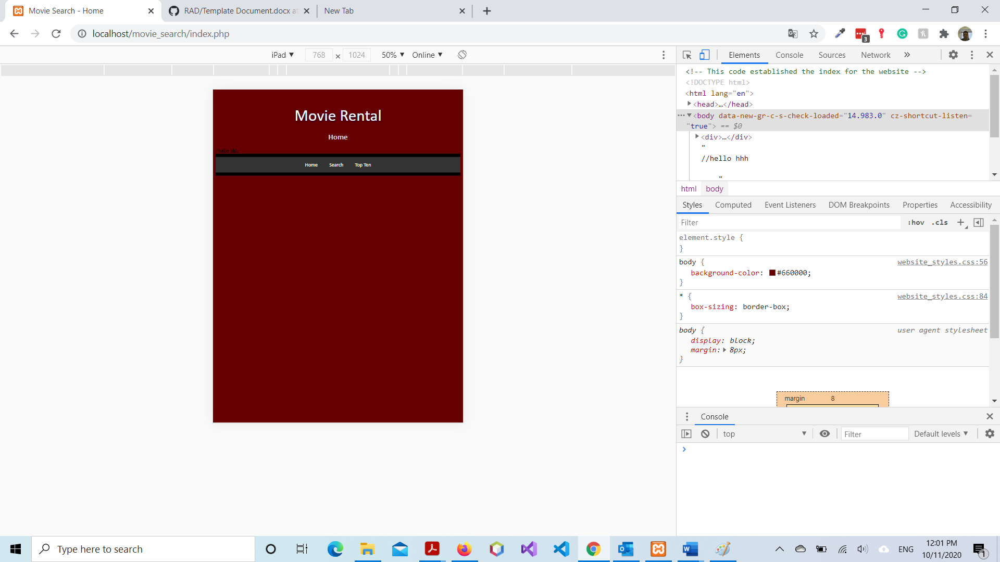 Movie Search - Home
RAD/Template Document.docx at
New Tab
localhost/movie_search/index.php
3
iPad ▼ 768 × 1024 50% ▼ Online ▼
Movie Rental
Home
//hello hhh
Home Search Top Ten
Elements Console Sources Network »
<!-- This code established the index for the website -->
<!DOCTYPE html>
<html lang="en">
<head>…</head>
<body data-new-gr-c-s-check-loaded="14.983.0" cz-shortcut-listen=
"true"> == $0
<div>…</div>
"
//hello hhh
"
html body
Styles Computed Event Listeners DOM Breakpoints Properties Accessibility
Filter :hov .cls +
element.style {
}
body { website_styles.css:56
background-color: #660000;
}
* { website_styles.css:84
box-sizing: border-box;
}
body { user agent stylesheet
display: block;
margin: 8px;
}
margin 8
Console
top Filter Default levels ▼
›
Type here to search
ENG
12:01 PM
10/11/2020
1